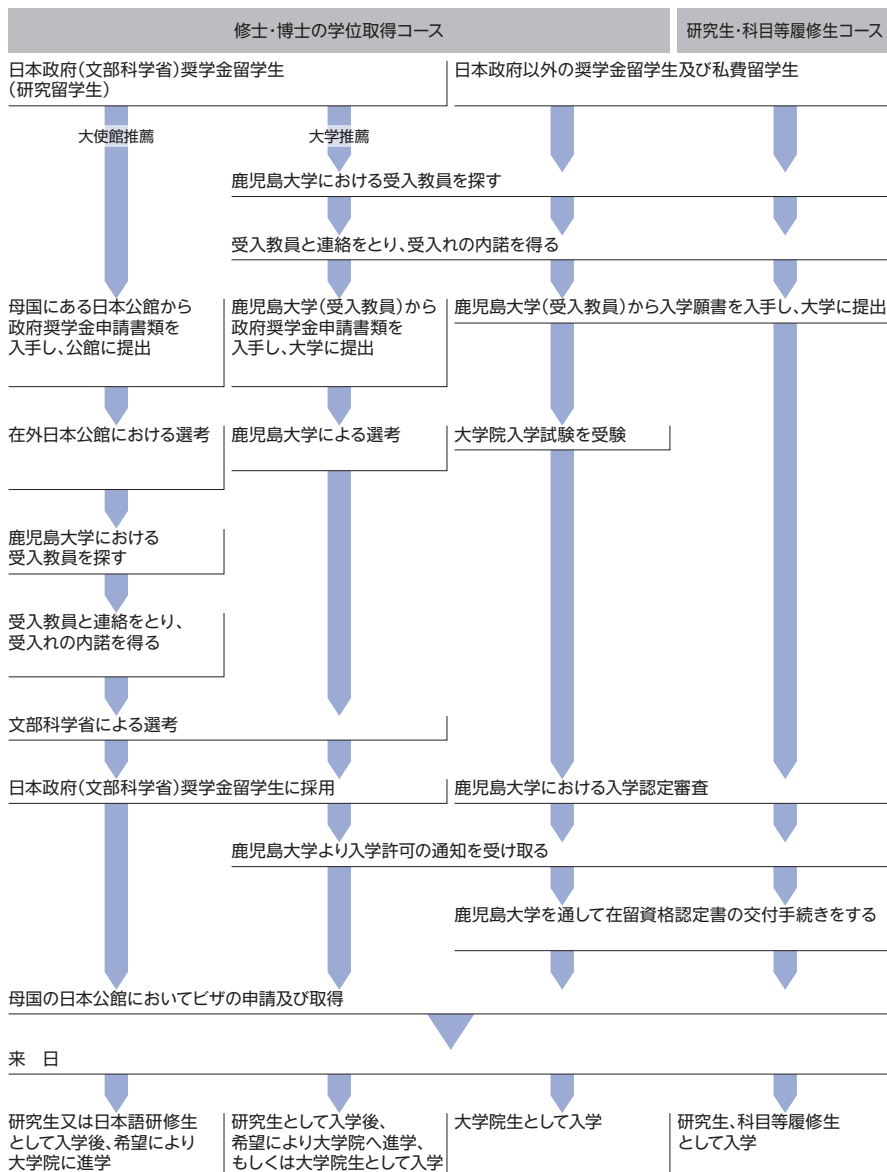 修士・博士の学位取得コース
研究生・科目等履修生コース
日本政府(文部科学省)奨学金留学生
(研究留学生)
日本政府以外の奨学金留学生及び私費留学生
大使館推薦
大学推薦
鹿児島大学における受入教員を探す
受入教員と連絡をとり、受入れの内諾を得る
母国にある日本公館から
政府奨学金申請書類を
入手し、公館に提出
鹿児島大学(受入教員)から
政府奨学金申請書類を
入手し、大学に提出
鹿児島大学(受入教員)から入学願書を入手し、大学に提出
在外日本公館における選考
鹿児島大学による選考
大学院入学試験を受験
鹿児島大学における
受入教員を探す
受入教員と連絡をとり、
受入れの内諾を得る
文部科学省による選考
日本政府(文部科学省)奨学金留学生に採用
鹿児島大学における入学認定審査
鹿児島大学より入学許可の通知を受け取る
鹿児島大学を通して在留資格認定書の交付手続きをする
母国の日本公館においてビザの申請及び取得
来 日
研究生又は日本語研修生
として入学後、希望により
大学院に進学
研究生として入学後、
希望により大学院へ進学、
もしくは大学院生として入学
大学院生として入学
研究生、科目等履修生
として入学